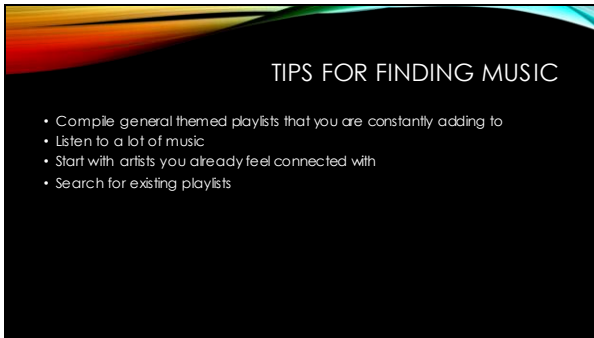 TIPS FOR FINDING MUSIC
• Compile general themed playlists that you are constantly adding to
• Listen to a lot of music
• Start with artists you already feel connected with
• Search for existing playlists